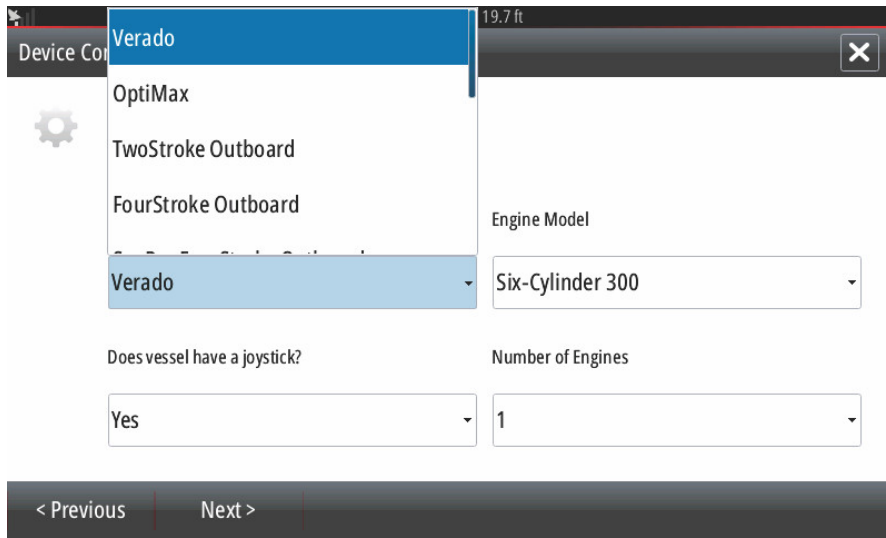 19.7 ft
Device Co
Verado
OptiMax
TwoStroke Outboard
FourStroke Outboard
Engine Model
Verado
Six-Cylinder 300
Does vessel have a joystick?
Number of Engines
Yes
1
< Previous
Next >